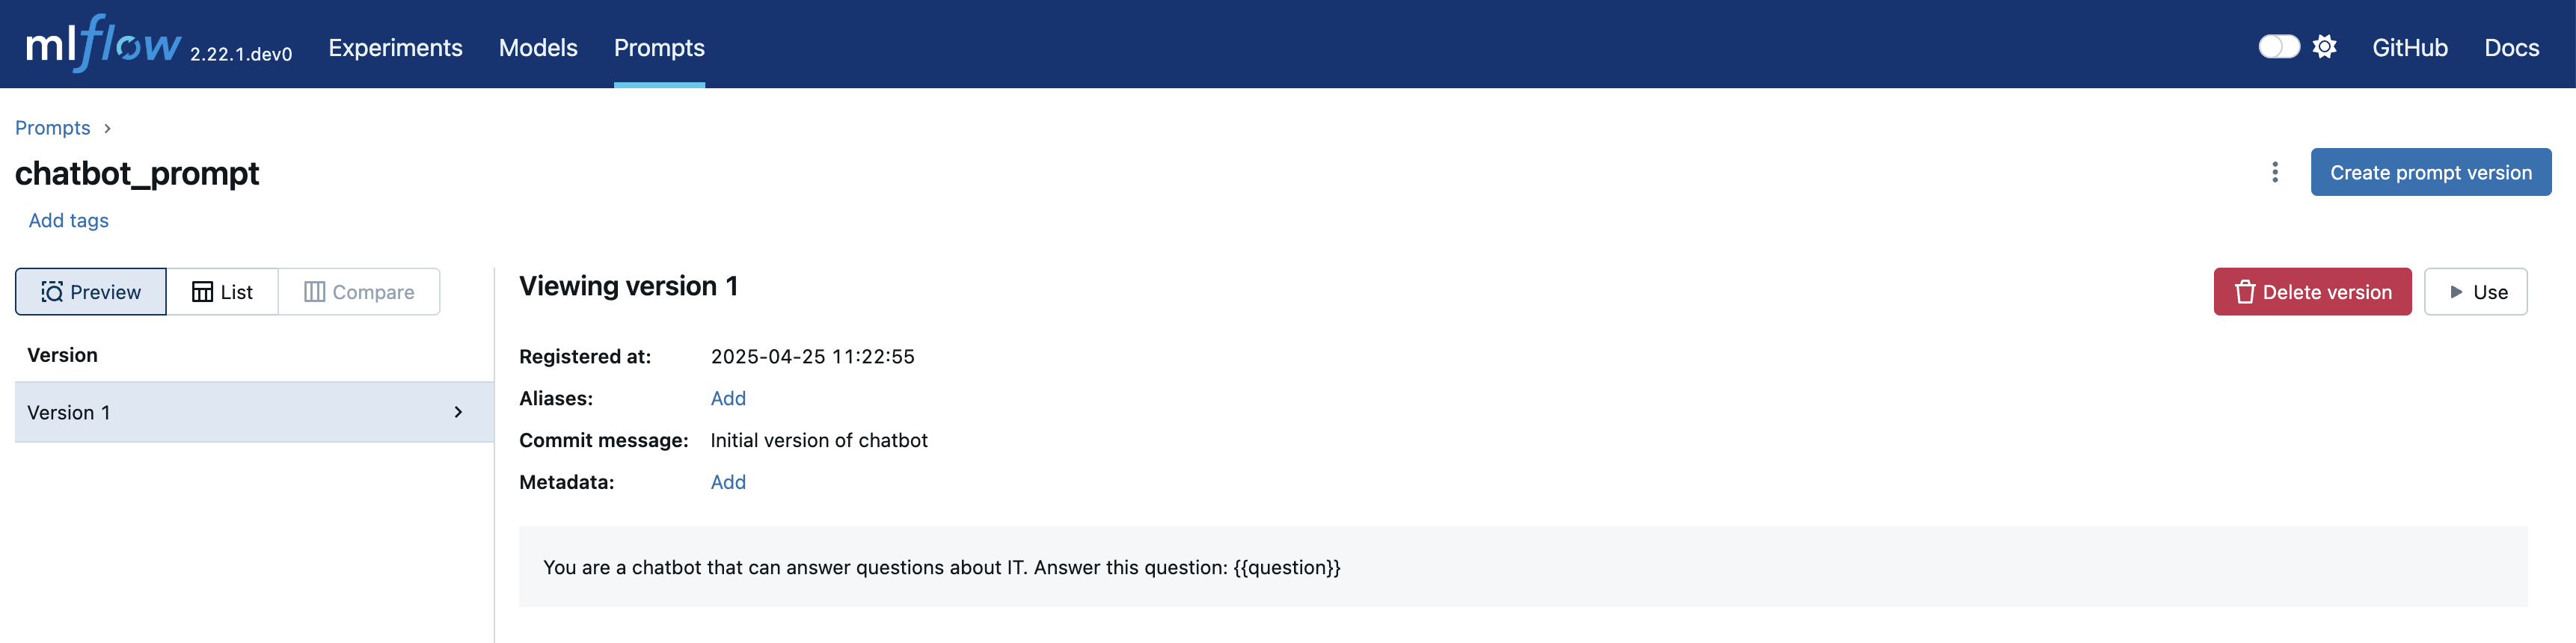 mlflow 2.22.1.dev0 Experiments Models Prompts GitHub Docs
Prompts >
chatbot_prompt
Create prompt version
Add tags
Preview List Compare
Version
Version 1
Viewing version 1
Delete version Use
Registered at: 2025-04-25 11:22:55
Aliases: Add
Commit message: Initial version of chatbot
Metadata: Add
You are a chatbot that can answer questions about IT. Answer this question: {{question}}